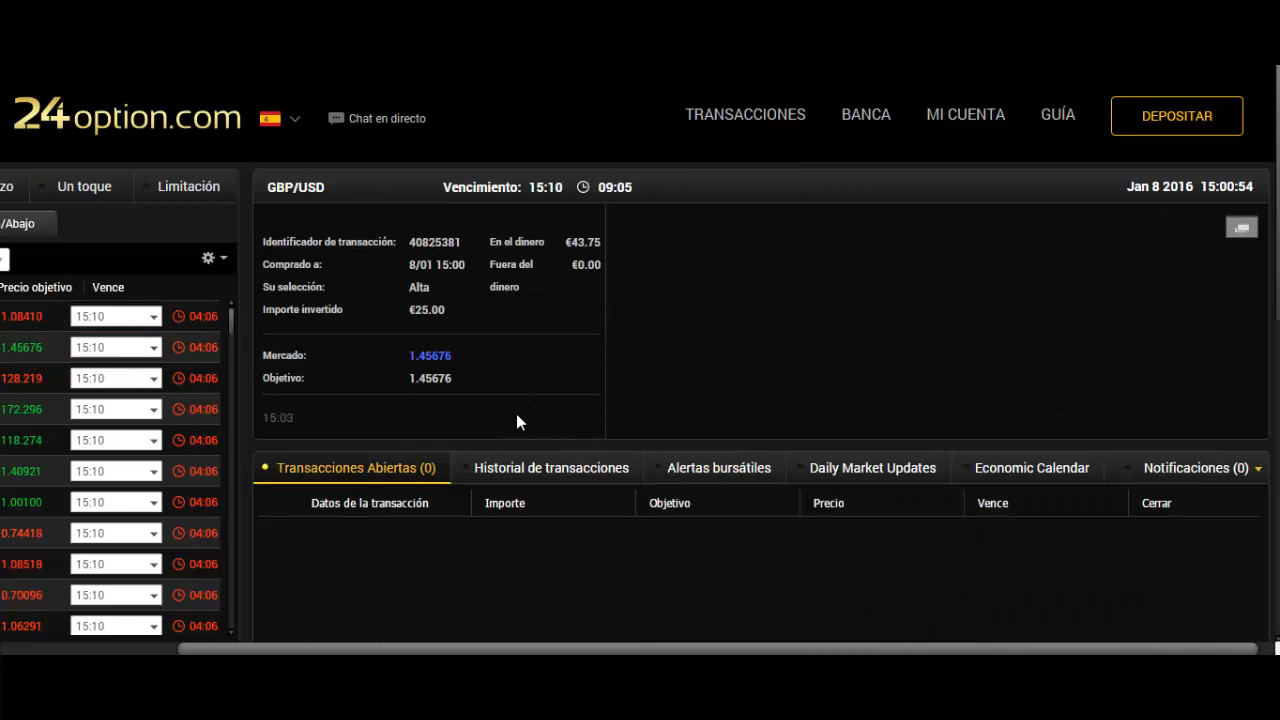 24option.com
Chat en directo
TRANSACCIONES
BANCA
MI CUENTA
GUÍA
DEPOSITAR
zo
Un toque
Limitación
/Abajo
Precio objetivo Vence
1.08410 15:10 04:06
1.45676 15:10 04:06
128.219 15:10 04:06
172.296 15:10 04:06
118.274 15:10 04:06
1.40921 15:10 04:06
1.00100 15:10 04:06
0.74418 15:10 04:06
1.08518 15:10 04:06
0.70096 15:10 04:06
1.06291 15:10 04:06
GBP/USD Vencimiento: 15:10 09:05 Jan 8 2016 15:00:54
Identificador de transacción: 40825381 En el dinero €43.75
Comprado a: 8/01 15:00 Fuera del €0.00
Su selección: Alta dinero
Importe invertido €25.00
Mercado: 1.45676
Objetivo: 1.45676
15:03
Transacciones Abiertas (0) Historial de transacciones Alertas bursátiles Daily Market Updates Economic Calendar Notificaciones (0)
Datos de la transacción Importe Objetivo Precio Vence Cerrar